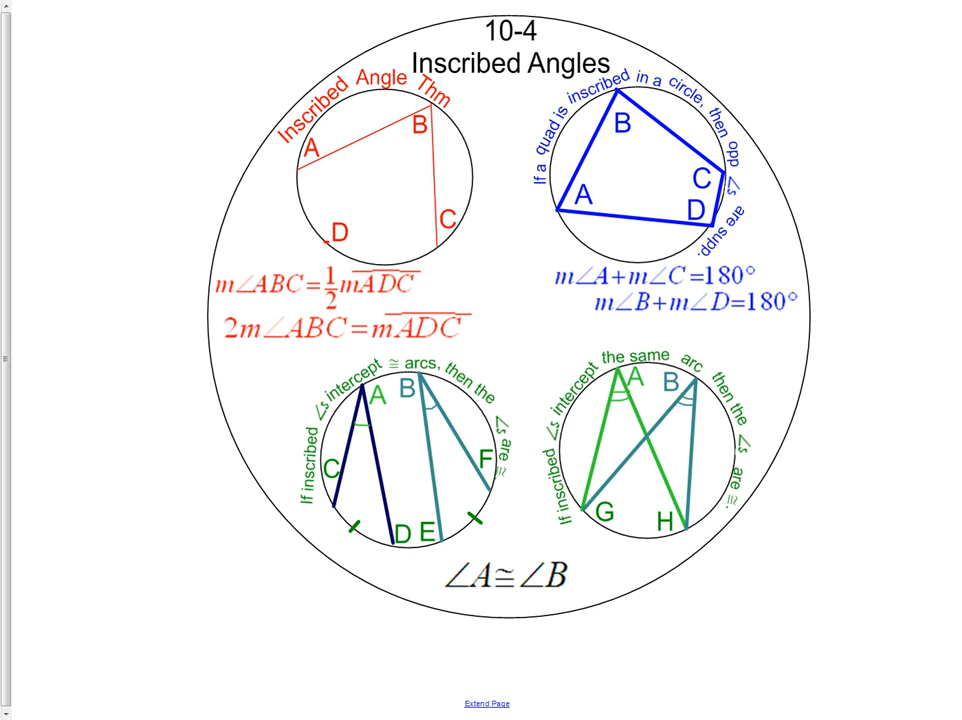 10-4
Inscribed Angles
Inscribed Angle Thm
A
B
C
D
m∠ABC=½mADC
2m∠ABC=mADC
If a quad is inscribed in a circle, then opp ∠s are supp.
B
A
C
D
m∠A+m∠C=180°
m∠B+m∠D=180°
If inscribed ∠s intercept ≅ arcs, then the ∠s are ≅.
A
B
C
F
D E
If inscribed ∠s intercept the same arc then the ∠s are ≅.
A
B
G
H
∠A≅∠B
Extend Page